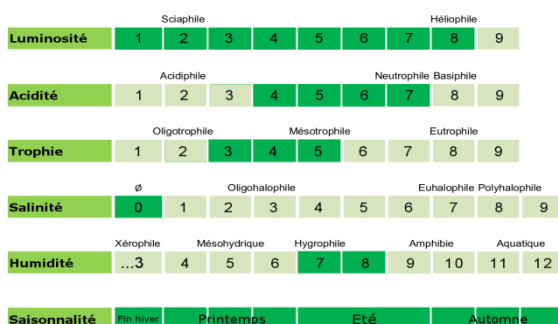 Sciaphile Héliophile
Luminosité 1 2 3 4 5 6 7 8 9
Acidiphile Neutrophile Basiphile
Acidité 1 2 3 4 5 6 7 8 9
Oligotrophile Mésotrophile Eutrophile
Trophie 1 2 3 4 5 6 7 8 9
Ø Oligohalophile Euhalophile Polyhalophile
Salinité 0 1 2 3 4 5 6 7 8 9
Xérophile Mésohydrique Hygrophile Amphibie Aquatique
Humidité ...3 4 5 6 7 8 9 10 11 12
Saisonnalité Fin hiver Printemps Eté Automne